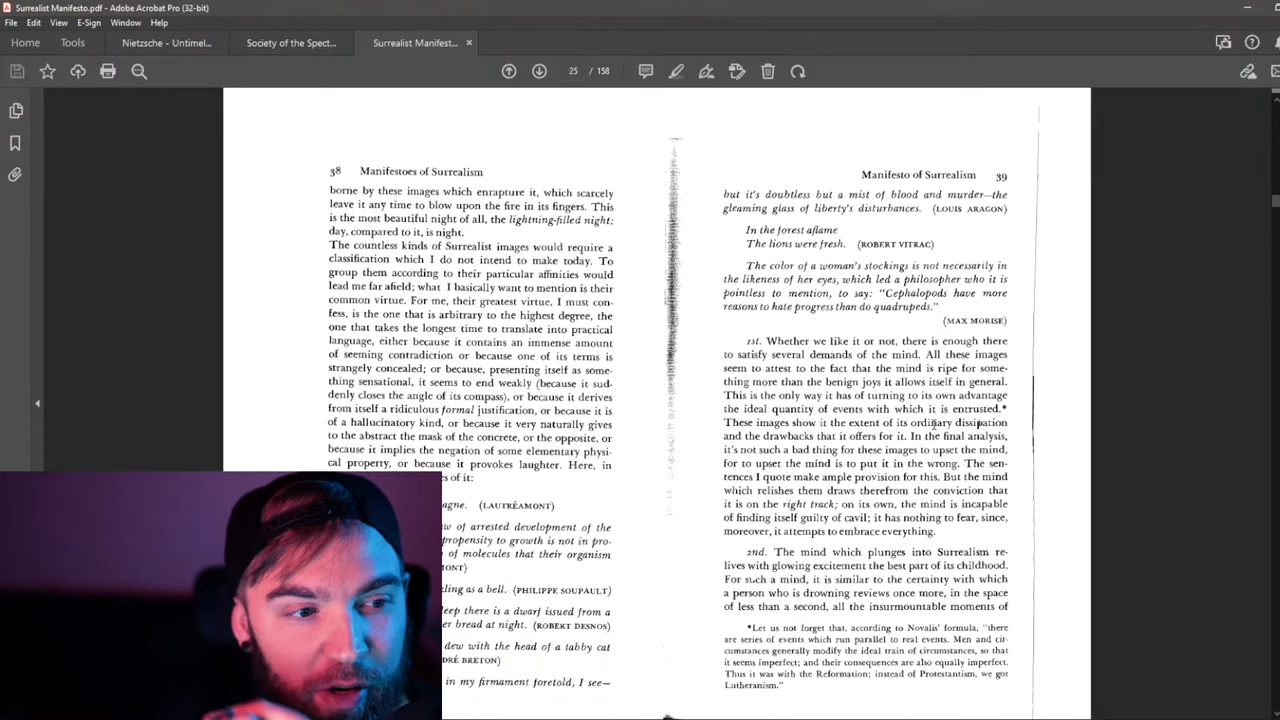 Surrealist Manifesto.pdf - Adobe Acrobat Pro (32-bit)
File Edit View E-Sign Window Help
Home Tools Nietzsche - Untimel... Society of the Spect... Surrealist Manifest... ×
25 / 158
38 Manifestoes of Surrealism
borne by these images which enrapture it, which scarcely
leave it any time to blow upon the fire in its fingers. This
is the most beautiful night of all, the lightning-filled night;
day, compared to it, is night.
The countless kinds of Surrealist images would require a
classification which I do not intend to make today. To
group them according to their particular affinities would
lead me far afield; what I basically want to mention is their
common virtue. For me, their greatest virtue, I must con-
fess, is the one that is arbitrary to the highest degree, the
one that takes the longest time to translate into practical
language, either because it contains an immense amount
of seeming contradiction or because one of its terms is
strangely concealed; or because, presenting itself as some-
thing sensational, it seems to end weakly (because it sud-
denly closes the angle of its compass), or because it derives
from itself a ridiculous formal justification, or because it is
of a hallucinatory kind, or because it very naturally gives
to the abstract the mask of the concrete, or the opposite, or
because it implies the negation of some elementary physi-
cal property, or because it provokes laughter. Here, in
es of it:
agne. (LAUTRÉAMONT)
w of arrested development of the
propensity to growth is not in pro-
of molecules that their organism
MONT)
ling as a bell. (PHILIPPE SOUPAULT)
leep there is a dwarf issued from a
er bread at night. (ROBERT DESNOS)
dew with the head of a tabby cat
DRÉ BRETON)
in my firmament foretold, I see—
Manifesto of Surrealism 39
but it's doubtless but a mist of blood and murder—the
gleaming glass of liberty's disturbances. (LOUIS ARAGON)
In the forest aflame
The lions were fresh. (ROBERT VITRAC)
The color of a woman's stockings is not necessarily in
the likeness of her eyes, which led a philosopher who it is
pointless to mention, to say: "Cephalopods have more
reasons to hate progress than do quadrupeds."
(MAX MORISE)
1st. Whether we like it or not, there is enough there
to satisfy several demands of the mind. All these images
seem to attest to the fact that the mind is ripe for some-
thing more than the benign joys it allows itself in general.
This is the only way it has of turning to its own advantage
the ideal quantity of events with which it is entrusted.*
These images show it the extent of its ordinary dissipation
and the drawbacks that it offers for it. In the final analysis,
it's not such a bad thing for these images to upset the mind,
for to upset the mind is to put it in the wrong. The sen-
tences I quote make ample provision for this. But the mind
which relishes them draws therefrom the conviction that
it is on the right track; on its own, the mind is incapable
of finding itself guilty of cavil; it has nothing to fear, since,
moreover, it attempts to embrace everything.
2nd. The mind which plunges into Surrealism re-
lives with glowing excitement the best part of its childhood.
For such a mind, it is similar to the certainty with which
a person who is drowning reviews once more, in the space
of less than a second, all the insurmountable moments of
*Let us not forget that, according to Novalis' formula, "there
are series of events which run parallel to real events. Men and cir-
cumstances generally modify the ideal train of circumstances, so that
it seems imperfect; and their consequences are also equally imperfect.
Thus it was with the Reformation; instead of Protestantism, we got
Lutheranism."